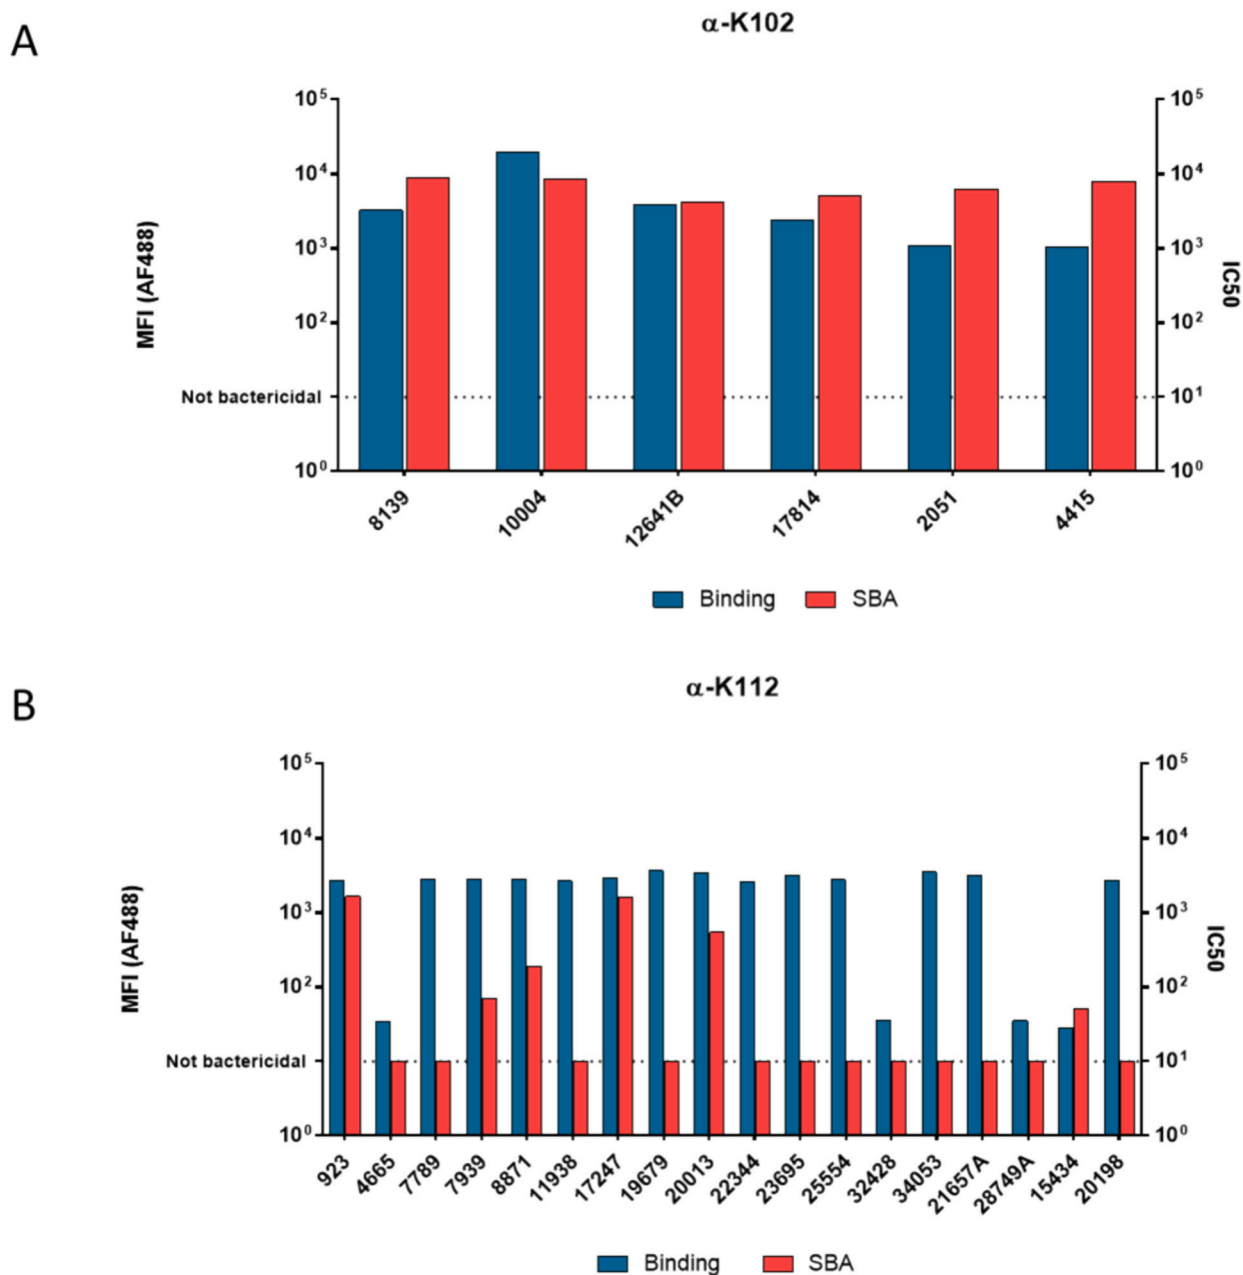 A
α-K102
10⁵
10⁵
10⁴
10⁴
10³
10³
MFI (AF488)
IC50
10²
10²
Not bactericidal
10¹
10⁰
10⁰
8139
10004
12641B
17814
2051
4415
Binding
SBA
B
α-K112
10⁵
10⁵
10⁴
10⁴
10³
10³
MFI (AF488)
IC50
10²
10²
Not bactericidal
10¹
10⁰
10⁰
923
4665
7789
7939
8871
11938
17247
19679
20013
22344
23695
25554
32428
34053
21657A
28749A
15434
20198
Binding
SBA